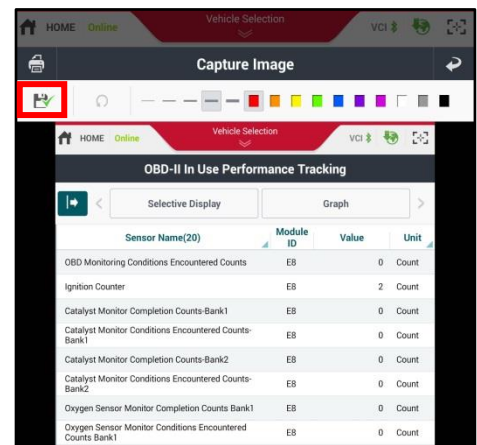 HOME Online Vehicle Selection VCI
Capture Image
HOME Online Vehicle Selection VCI
OBD-II In Use Performance Tracking
Selective Display Graph
Sensor Name(20) Module ID Value Unit
OBD Monitoring Conditions Encountered Counts E8 0 Count
Ignition Counter E8 2 Count
Catalyst Monitor Completion Counts-Bank1 E8 0 Count
Catalyst Monitor Conditions Encountered Counts-
Bank1 E8 0 Count
Catalyst Monitor Completion Counts-Bank2 E8 0 Count
Catalyst Monitor Conditions Encountered Counts-
Bank2 E8 0 Count
Oxygen Sensor Monitor Completion Counts Bank1 E8 0 Count
Oxygen Sensor Monitor Conditions Encountered
Counts Bank1 E8 0 Count